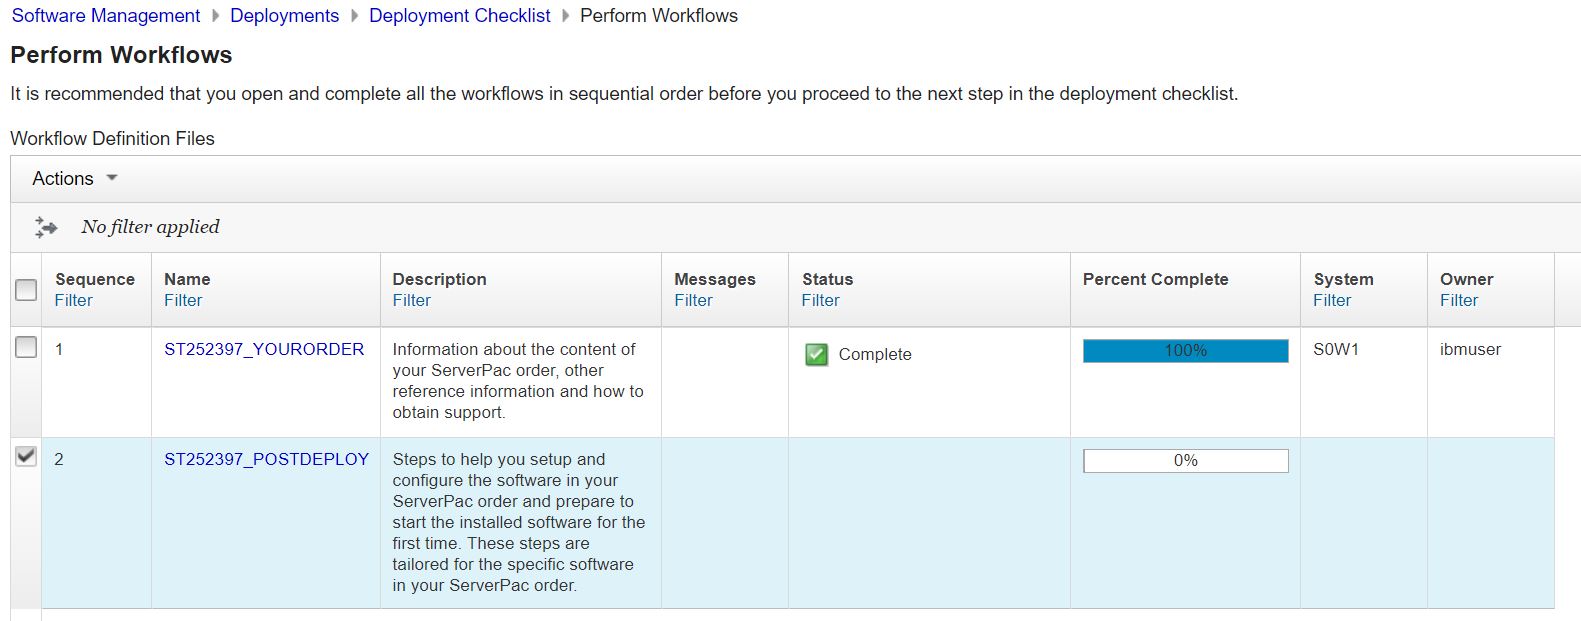 Software Management Deployments Deployment Checklist Perform Workflows
Perform Workflows
It is recommended that you open and complete all the workflows in sequential order before you proceed to the next step in the deployment checklist.
Workflow Definition Files
Actions
No filter applied
Sequence Name Description Messages Status Percent Complete System Owner
Filter Filter Filter Filter Filter Filter Filter
1 ST252397_YOURORDER Information about the content of Complete 100% S0W1 ibmuser
your ServerPac order, other
reference information and how to
obtain support.
2 ST252397_POSTDEPLOY Steps to help you setup and 0%
configure the software in your
ServerPac order and prepare to
start the installed software for the
first time. These steps are
tailored for the specific software
in your ServerPac order.